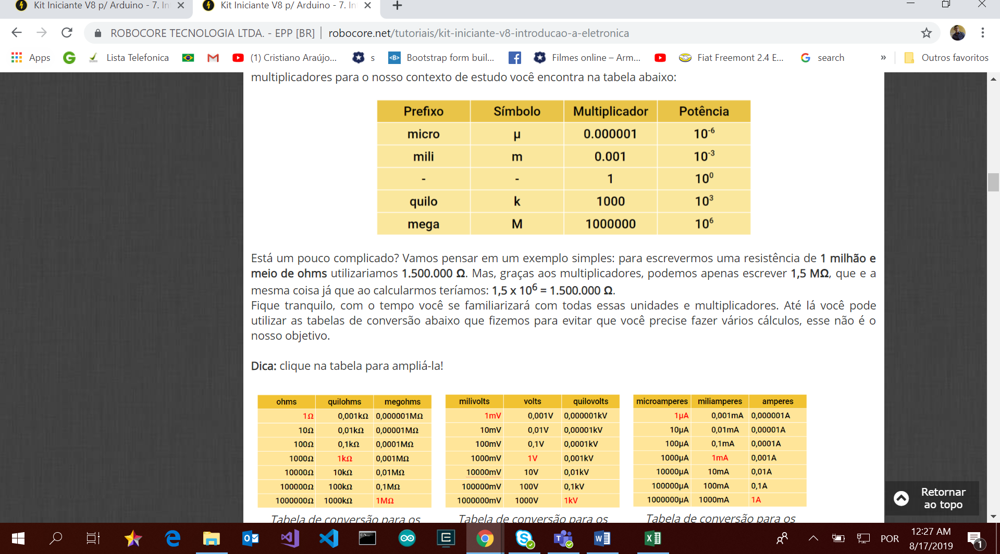 Kit Iniciante V8 p/ Arduino - 7. In
Kit Iniciante V8 p/ Arduino - 7. In
ROBOCORE TECNOLOGIA LTDA. - EPP [BR] | robocore.net/tutoriais/kit-iniciante-v8-introducao-a-eletronica
Apps Lista Telefonica (1) Cristiano Araújo... s <B> Bootstrap form buil... Filmes online – Arm... Fiat Freemont 2.4 E... search » Outros favoritos
multiplicadores para o nosso contexto de estudo você encontra na tabela abaixo:
Prefixo Símbolo Multiplicador Potência
micro µ 0.000001 10⁻⁶
mili m 0.001 10⁻³
- - 1 10⁰
quilo k 1000 10³
mega M 1000000 10⁶
Está um pouco complicado? Vamos pensar em um exemplo simples: para escrevermos uma resistência de 1 milhão e
meio de ohms utilizariamos 1.500.000 Ω. Mas, graças aos multiplicadores, podemos apenas escrever 1,5 MΩ, que e a
mesma coisa já que ao calcularmos teríamos: 1,5 x 10⁶ = 1.500.000 Ω.
Fique tranquilo, com o tempo você se familiarizará com todas essas unidades e multiplicadores. Até lá você pode
utilizar as tabelas de conversão abaixo que fizemos para evitar que você precise fazer vários cálculos, esse não é o
nosso objetivo.
Dica: clique na tabela para ampliá-la!
ohms quilohms megohms
1Ω 0,001kΩ 0,000001MΩ
10Ω 0,01kΩ 0,00001MΩ
100Ω 0,1kΩ 0,0001MΩ
1000Ω 1kΩ 0,001MΩ
10000Ω 10kΩ 0,01MΩ
100000Ω 100kΩ 0,1MΩ
1000000Ω 1000kΩ 1MΩ
Tabela de conversão para os
milivolts volts quilovolts
1mV 0,001V 0,000001kV
10mV 0,01V 0,00001kV
100mV 0,1V 0,0001kV
1000mV 1V 0,001kV
10000mV 10V 0,01kV
100000mV 100V 0,1kV
1000000mV 1000V 1kV
Tabela de conversão para os
microamperes miliamperes amperes
1µA 0,001mA 0,000001A
10µA 0,01mA 0,00001A
100µA 0,1mA 0,0001A
1000µA 1mA 0,001A
10000µA 10mA 0,01A
100000µA 100mA 0,1A
1000000µA 1000mA 1A
Tabela de conversão para os
Retornar
ao topo
POR
12:27 AM
8/17/2019
1